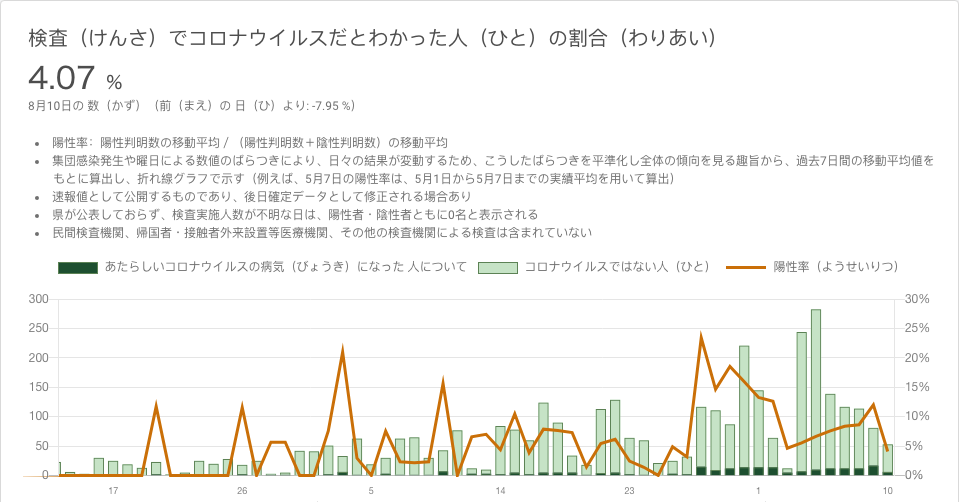 検査（けんさ）でコロナウイルスだとわかった人（ひと）の割合（わりあい）
4.07 %
8月10日の 数（かず）（前（まえ）の 日（ひ）より: -7.95 %）
• 陽性率：陽性判明数の移動平均 / （陽性判明数＋陰性判明数）の移動平均
• 集団感染発生や曜日による数値のばらつきにより、日々の結果が変動するため、こうしたばらつきを平準化し全体の傾向を見る趣旨から、過去7日間の移動平均値を
もとに算出し、折れ線グラフで示す（例えば、5月7日の陽性率は、5月1日から5月7日までの実績平均を用いて算出）
• 速報値として公開するものであり、後日確定データとして修正される場合あり
• 県が公表しておらず、検査実施人数が不明な日は、陽性者・陰性者ともに0名と表示される
• 民間検査機関、帰国者・接触者外来設置等医療機関、その他の検査機関による検査は含まれていない
あたらしいコロナウイルスの病気（びょうき）になった 人について コロナウイルスではない人（ひと） 陽性率（ようせいりつ）
300 30%
250 25%
200 20%
150 15%
100 10%
50 5%
0 0%
17 26 5 14 23 1 10